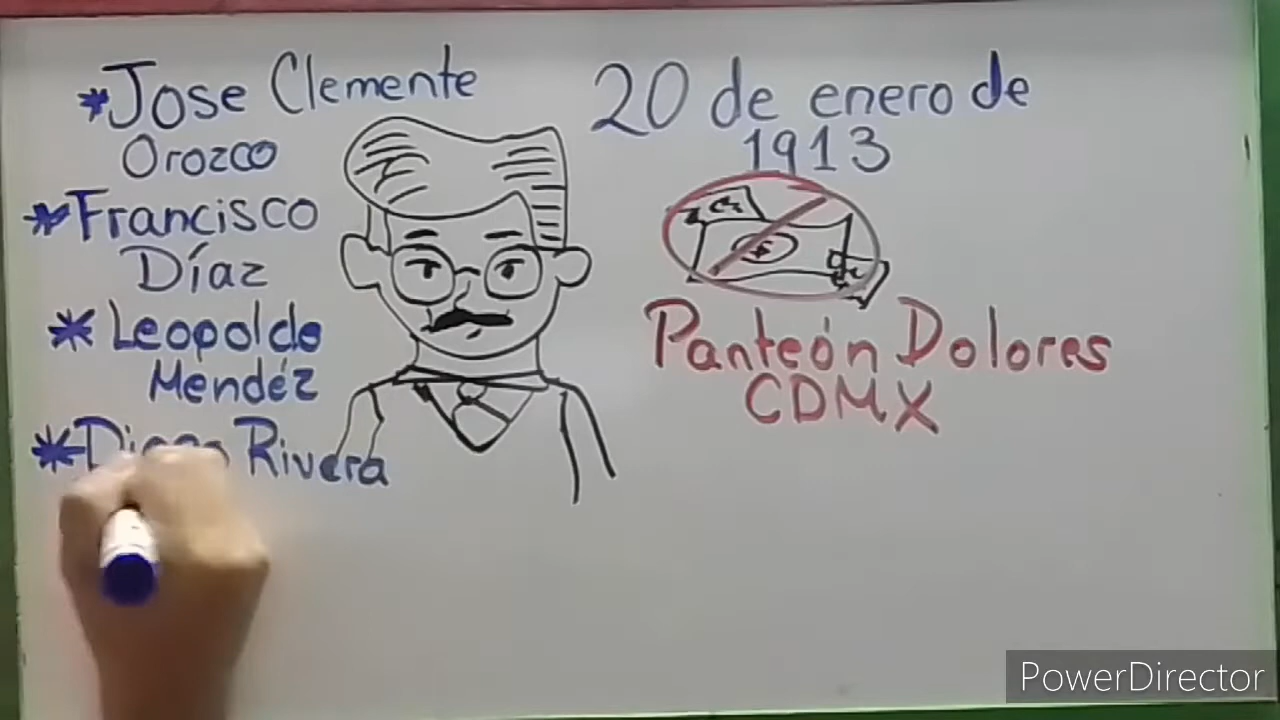 *Jose Clemente
Orozco
*Francisco
Díaz
*Leopoldo
Mendéz
*Diego Rivera
20 de enero de
1913
Panteón Dolores
CDMX
PowerDirector